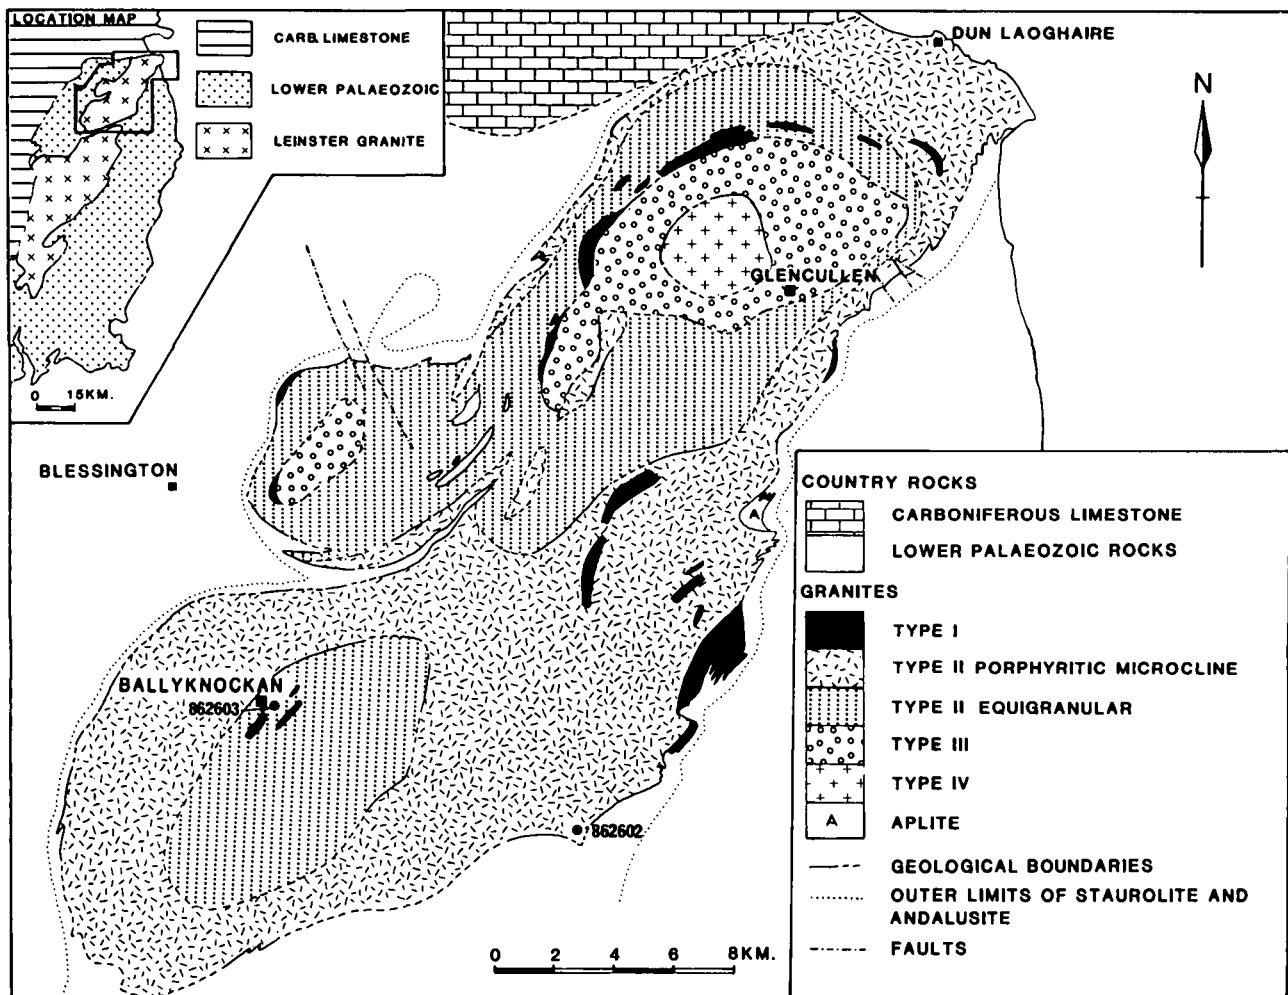 LOCATION MAP
CARB. LIMESTONE
LOWER PALAEOZOIC
LEINSTER GRANITE
0 15KM.
DUN LAOGHAIRE
N
GLENCULLEN
BLESSINGTON
A
BALLYKNOCKAN
862603
862602
0 2 4 6 8KM.
COUNTRY ROCKS
CARBONIFEROUS LIMESTONE
LOWER PALAEOZOIC ROCKS
GRANITES
TYPE I
TYPE II PORPHYRITIC MICROCLINE
TYPE II EQUIGRANULAR
TYPE III
TYPE IV
A APLITE
GEOLOGICAL BOUNDARIES
OUTER LIMITS OF STAUROLITE AND
ANDALUSITE
FAULTS